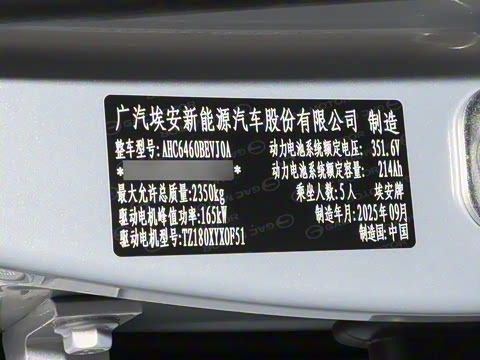 广汽埃安新能源汽车股份有限公司 制造
整车型号:AHC6460BEVJ0A 动力电池系统额定电压: 351.6V
* * 动力电池系统额定容量: 214Ah
最大允许总质量:2350kg 乘坐人数:5人 埃安牌
驱动电机峰值功率:165kW 制造年月:2025年09月
驱动电机型号:TZ180XYX0F51 制造国:中国